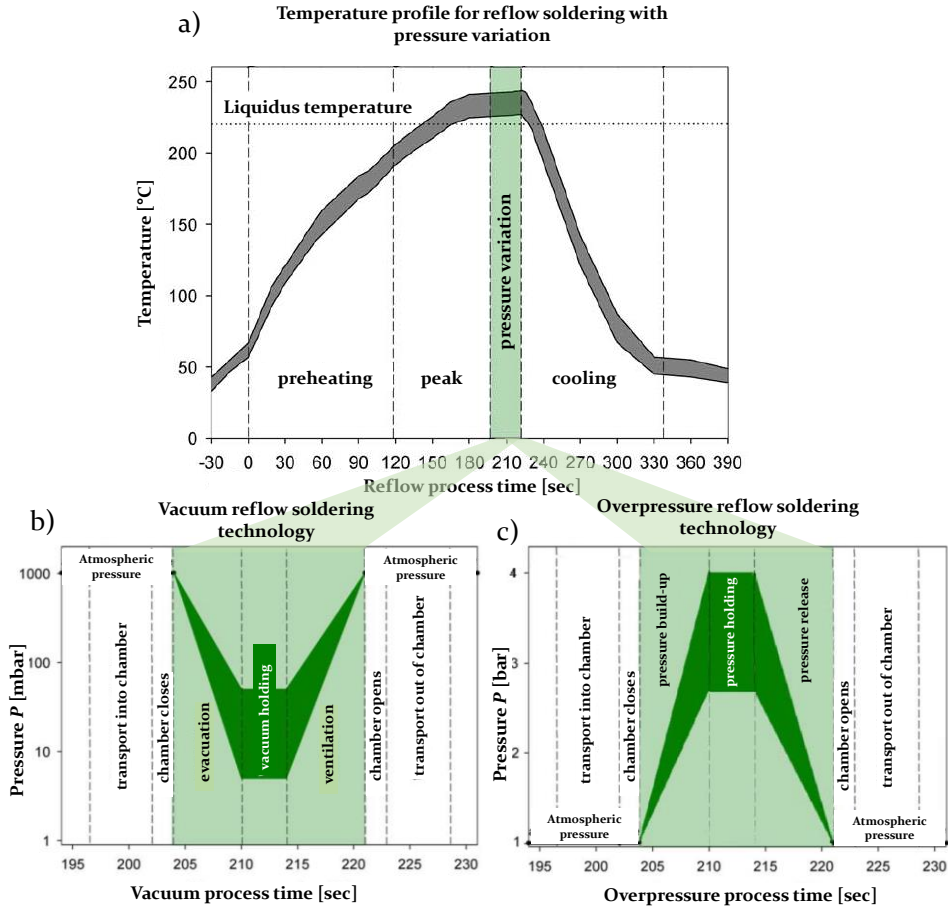 a)
Temperature profile for reflow soldering with
pressure variation
250
200
150
100
50
0
Temperature [°C]
Liquidus temperature
preheating
peak
pressure variation
cooling
-30 0 30 60 90 120 150 180 210 240 270 300 330 360 390
Reflow process time [sec]
b)
Vacuum reflow soldering
technology
1000
100
10
1
Pressure P [mbar]
Atmospheric
pressure
transport into chamber
chamber closes
evacuation
vacuum holding
ventilation
chamber opens
Atmospheric
pressure
transport out of chamber
195 200 205 210 215 220 225 230
Vacuum process time [sec]
c)
Overpressure reflow soldering
technology
4
3
2
1
Pressure P [bar]
transport into chamber
chamber closes
Atmospheric
pressure
pressure build-up
pressure holding
pressure release
chamber opens
transport out of chamber
Atmospheric
pressure
195 200 205 210 215 220 225 230
Overpressure process time [sec]